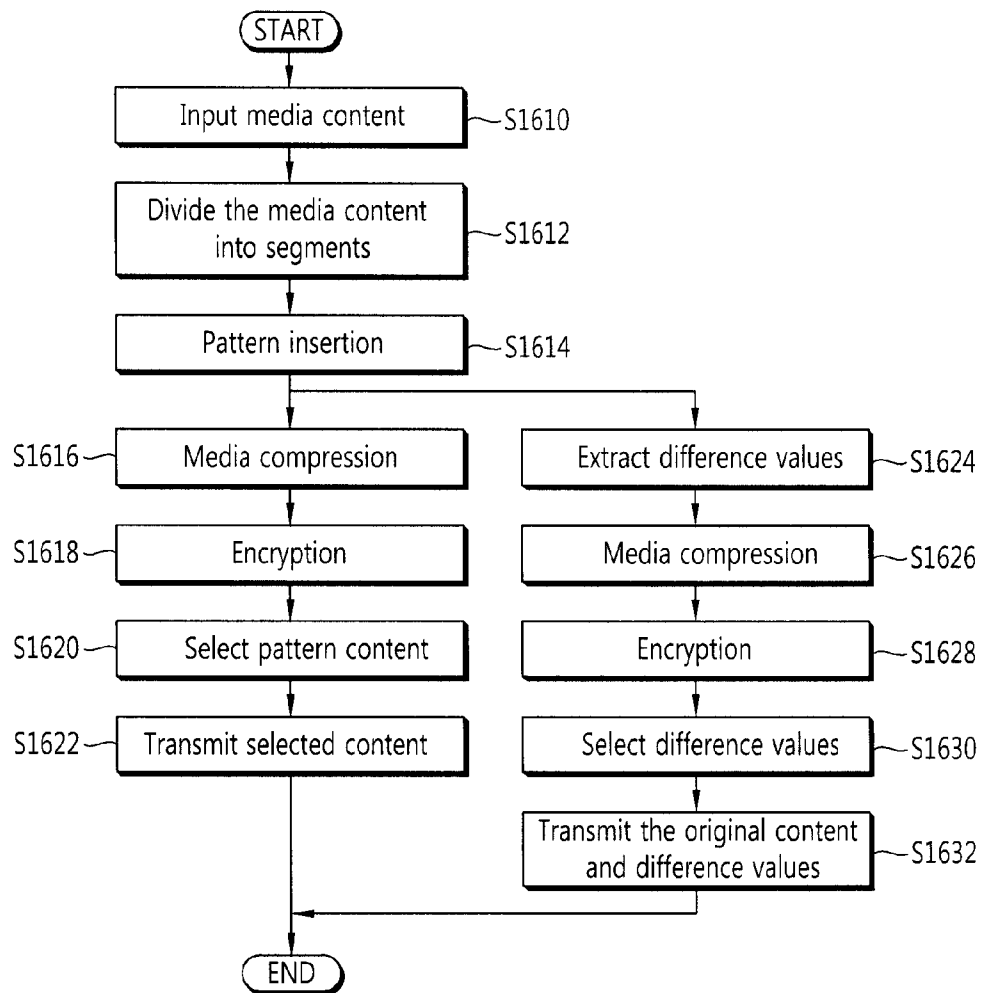 START
Input media content
S1610
Divide the media content
into segments
S1612
Pattern insertion
S1614
S1616
Media compression
Extract difference values
S1624
S1618
Encryption
Media compression
S1626
S1620
Select pattern content
Encryption
S1628
S1622
Transmit selected content
Select difference values
S1630
Transmit the original content
and difference values
S1632
END